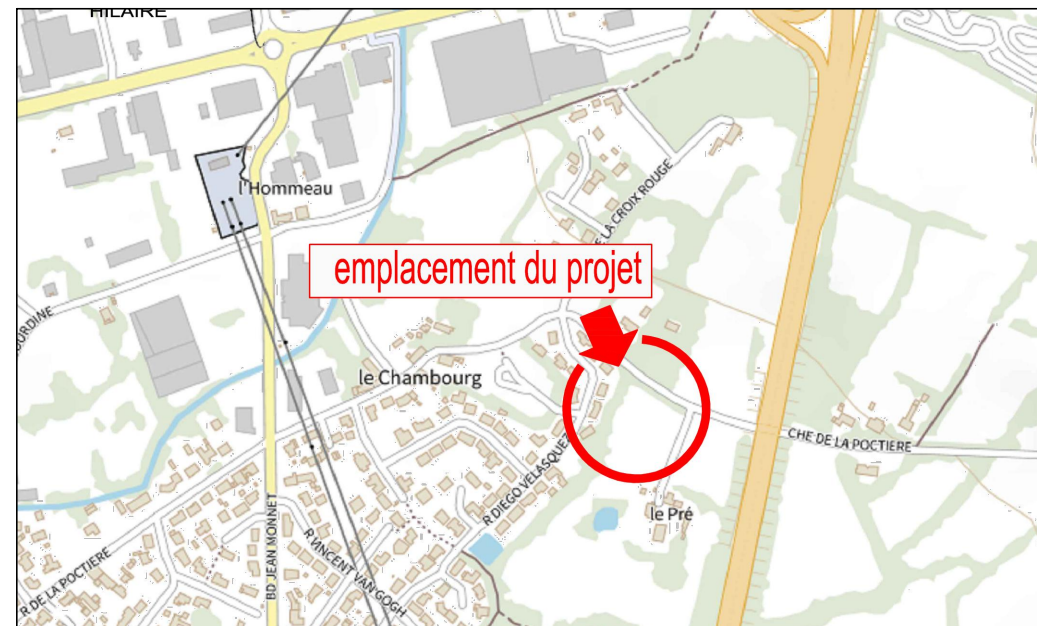 HILAIRE
l'Hommeau
E LA CROIX ROUGE
emplacement du projet
OURDINE
le Chambourg
CHE DE LA POCTIERE
R DIEGO VELASQUEZ
le Pré
BD JEAN MONNET
R VINCENT VAN GOGH
R DE LA POCTIERE